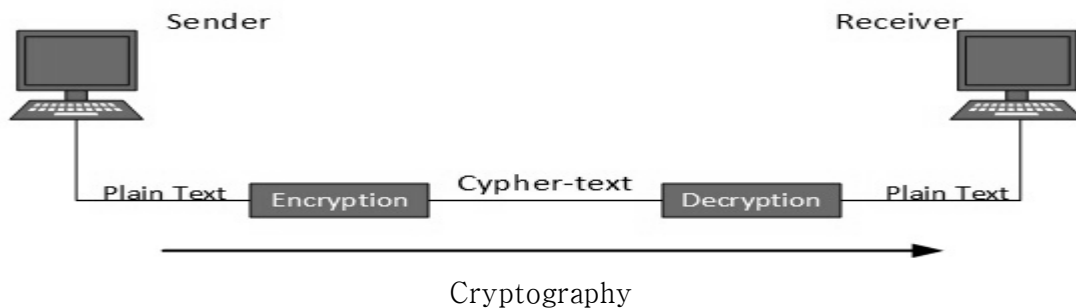 Sender Receiver
Plain Text Encryption Cypher-text Decryption Plain Text
Cryptography